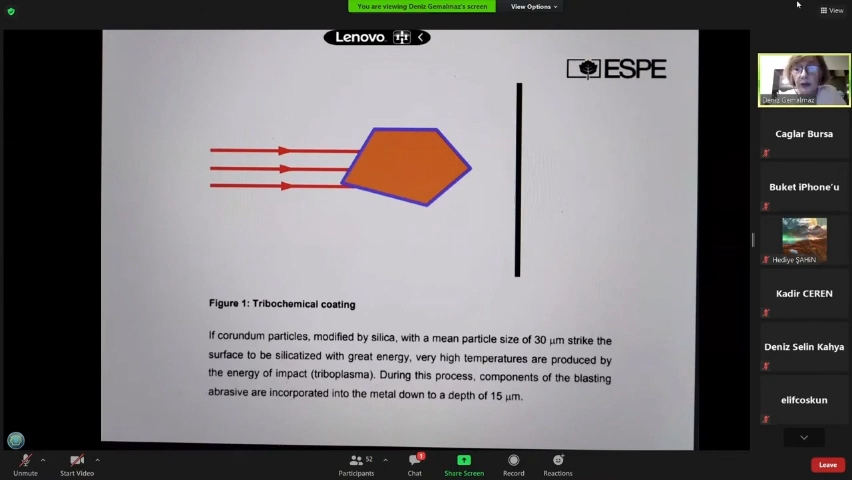 You are viewing Deniz Gemalmaz's screen
View Options
View
Lenovo
ESPE
Deniz Gemalmaz
Caglar Bursa
Buket iPhone'u
Hediye ŞAHİN
Kadir CEREN
Deniz Selin Kahya
elifcoskun
Figure 1: Tribochemical coating
If corundum particles, modified by silica, with a mean particle size of 30 µm strike the
surface to be silicatized with great energy, very high temperatures are produced by
the energy of impact (triboplasma). During this process, components of the blasting
abrasive are incorporated into the metal down to a depth of 15 µm.
Unmute
Start Video
52
Participants
1
Chat
Share Screen
Record
Reactions
Leave